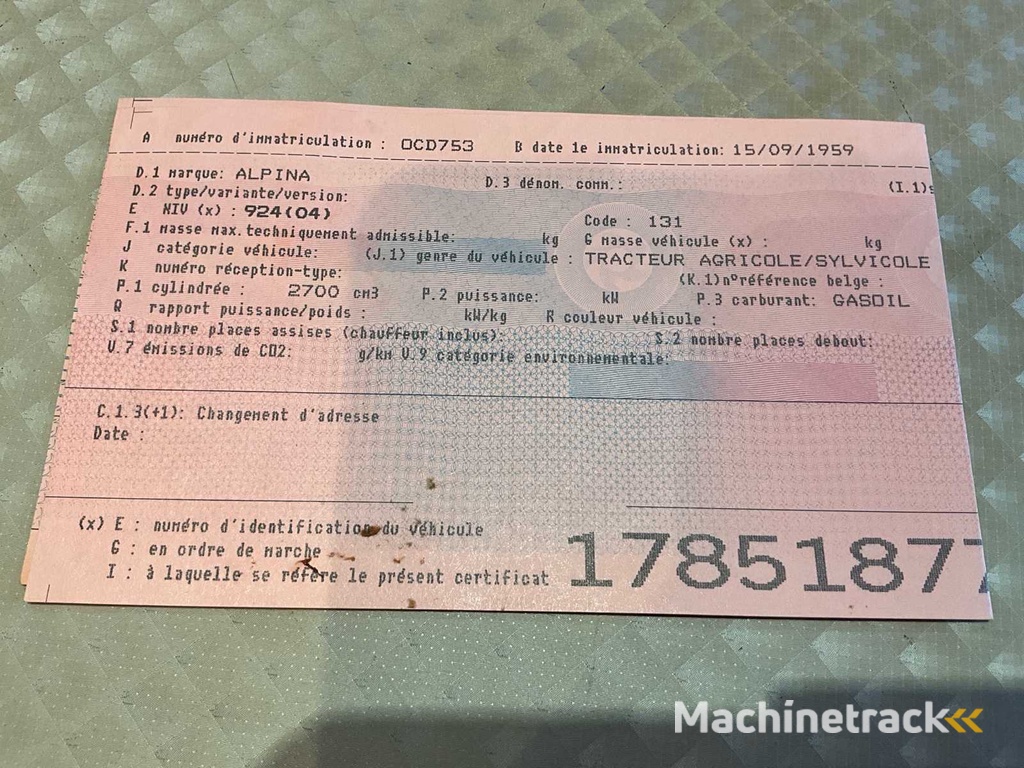 A numéro d'immatriculation : OCD753 B date 1e immatriculation: 15/09/1959
D.1 marque: ALPINA D.3 dénom. comm.:
D.2 type/variante/version: (I.1)
E NIV (x) : 924(04) Code : 131
F.1 masse max.techniquement admissible: kg G masse véhicule (x) : kg
J catégorie véhicule: (J.1) genre du véhicule : TRACTEUR AGRICOLE/SYLVICOLE
K numéro réception-type: (K.1)n°référence belge :
P.1 cylindrée : 2700 cm3 P.2 puissance: kW P.3 carburant: GASOIL
Q rapport puissance/poids : kW/kg R couleur véhicule :
S.1 nombre places assises (chauffeur inclus): S.2 nombre places debout:
V.7 émissions de CO2: g/km V.9 catégorie environnementale:
C.1.3(+1): Changement d'adresse
Date :
(x) E : numéro d'identification du véhicule
G : en ordre de marche
I : à laquelle se réfère le présent certificat
1785187
Machinetrack